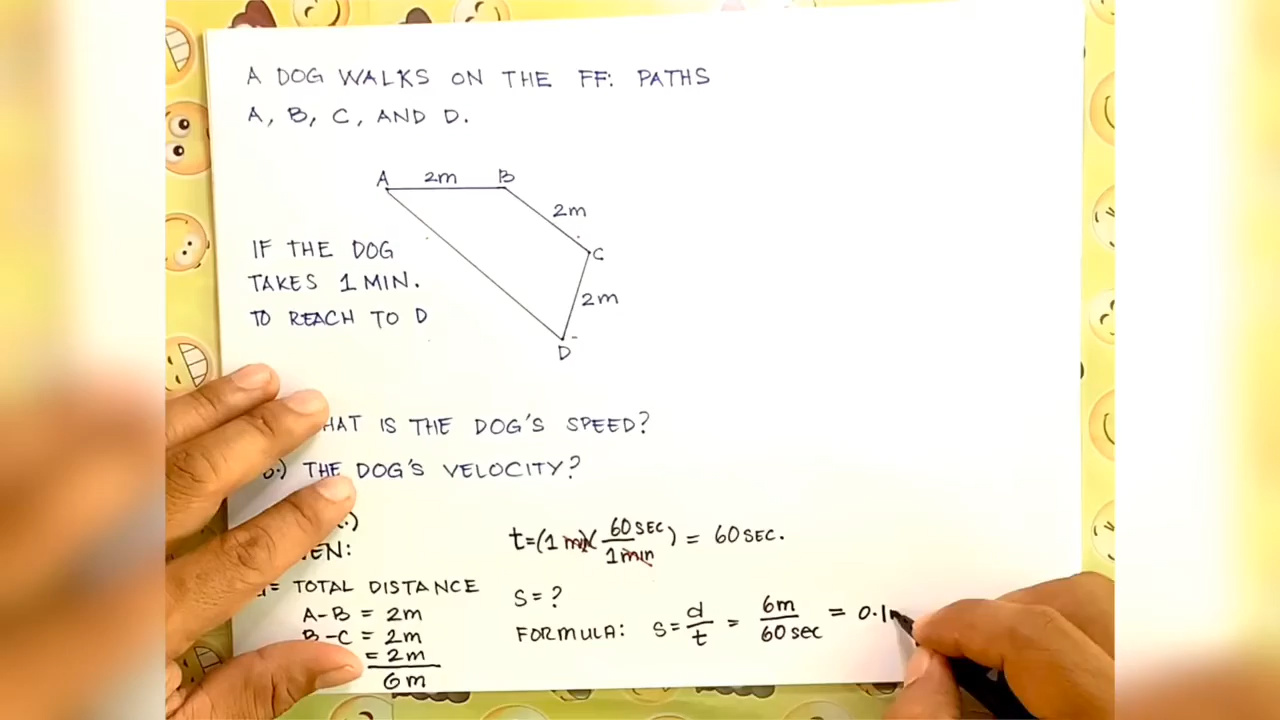 A DOG WALKS ON THE FF: PATHS
A, B, C, AND D.
A 2m B
2m
C
2m
D
IF THE DOG
TAKES 1 MIN.
TO REACH TO D
IS THE DOG'S SPEED?
THE DOG'S VELOCITY?
t=(1 min)(60 SEC/1 min) = 60 SEC.
TOTAL DISTANCE
A-B = 2m
B-C = 2m
= 2m
6m
S = ?
FORMULA: S = d/t = 6m/60 sec = 0.1